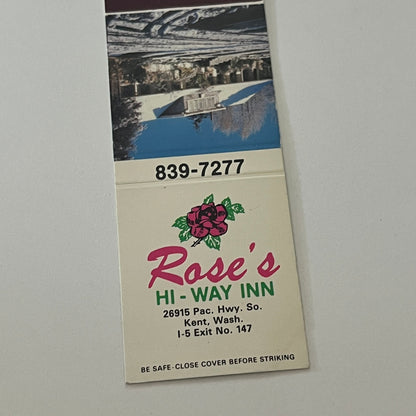 839-7277
Rose's
HI-WAY INN
26915 Pac. Hwy. So.
Kent, Wash.
I-5 Exit No. 147
BE SAFE-CLOSE COVER BEFORE STRIKING